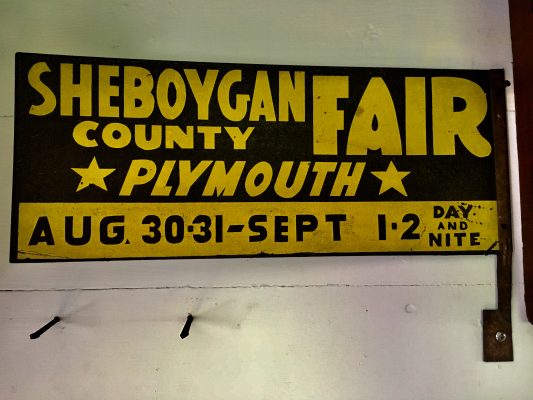 SHEBOYGAN FAIR
COUNTY
★ PLYMOUTH ★
AUG. 30·31-SEPT 1·2 DAY AND NITE